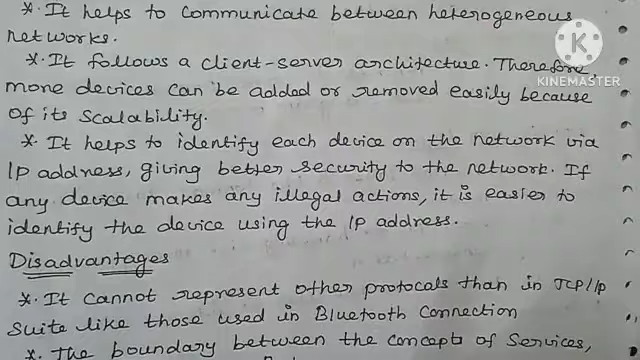 *. It helps to communicate between heterogeneous
networks.
*. It follows a client-server architecture. Therefore
more devices can be added or removed easily because
of its scalability.
*. It helps to identify each device on the network via
IP address, giving better security to the network. If
any device makes any illegal actions, it is easier to
identify the device using the IP address.
Disadvantages
*. It cannot represent other protocals than in TCP/IP
suite like those used in Bluetooth connection
*. The boundary between the concepts of services,
KINEMASTER